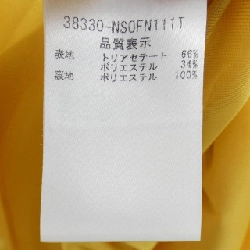 38330-NSOFN111T
品質表示
表地 トリアセテート 66%
ポリエステル 34%
裏地 ポリエステル 100%